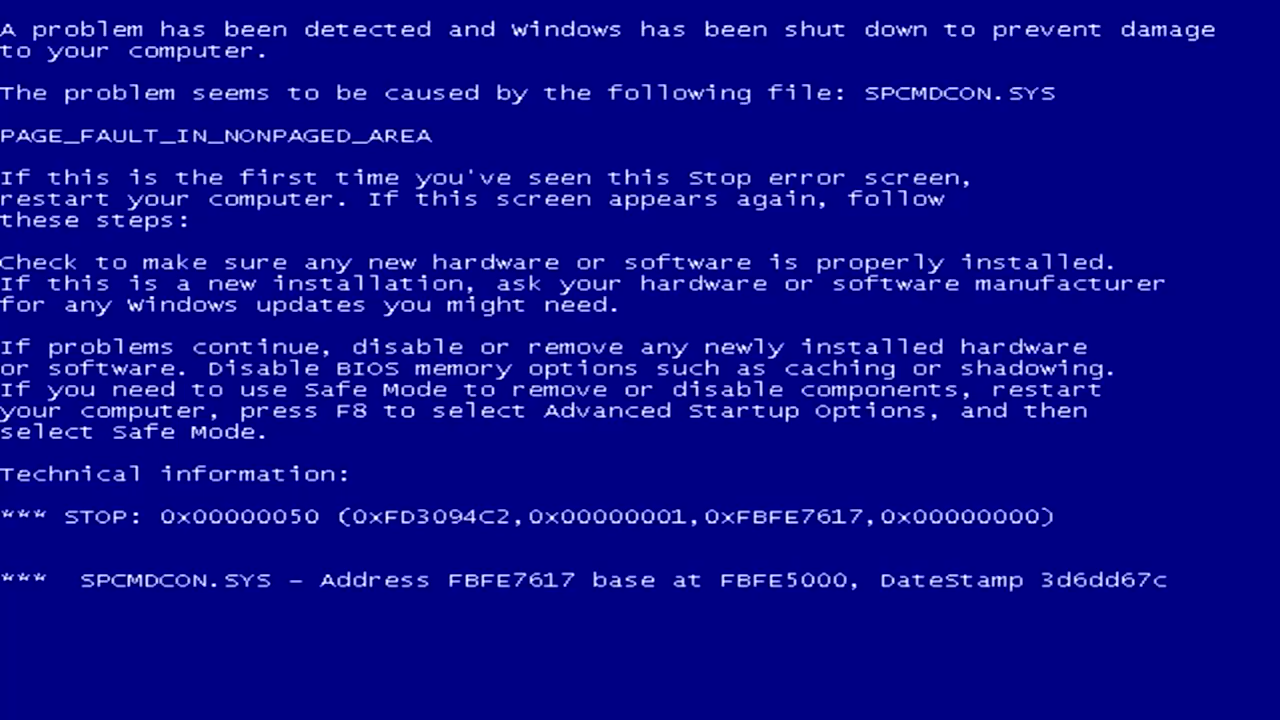 A problem has been detected and Windows has been shut down to prevent damage
to your computer.
The problem seems to be caused by the following file: SPCMDCON.SYS
PAGE_FAULT_IN_NONPAGED_AREA
If this is the first time you've seen this Stop error screen,
restart your computer. If this screen appears again, follow
these steps:
Check to make sure any new hardware or software is properly installed.
If this is a new installation, ask your hardware or software manufacturer
for any Windows updates you might need.
If problems continue, disable or remove any newly installed hardware
or software. Disable BIOS memory options such as caching or shadowing.
If you need to use Safe Mode to remove or disable components, restart
your computer, press F8 to select Advanced Startup Options, and then
select Safe Mode.
Technical information:
*** STOP: 0x00000050 (0xFD3094C2,0x00000001,0xFBFE7617,0x00000000)
*** SPCMDCON.SYS - Address FBFE7617 base at FBFE5000, DateStamp 3d6dd67c